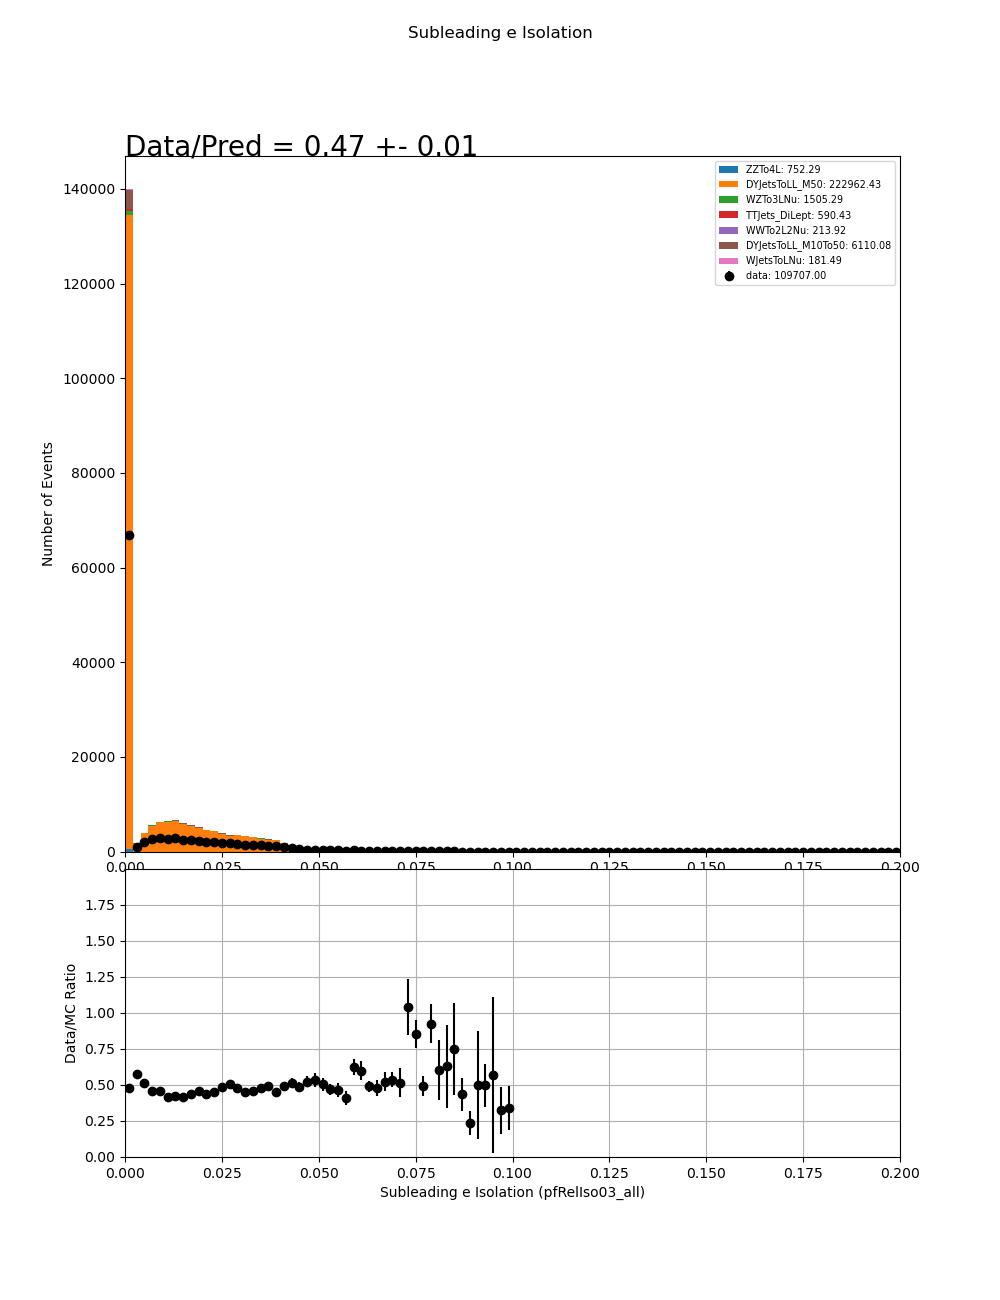 Subleading e Isolation
Data/Pred = 0.47 +- 0.01
ZZTo4L: 752.29
DYJetsToLL_M50: 222962.43
WZTo3LNu: 1505.29
TTJets_DiLept: 590.43
WWTo2L2Nu: 213.92
DYJetsToLL_M10To50: 6110.08
WJetsToLNu: 181.49
data: 109707.00
Number of Events
140000
120000
100000
80000
60000
40000
20000
0
0.000 0.025 0.050 0.075 0.100 0.125 0.150 0.175 0.200
Data/MC Ratio
1.75
1.50
1.25
1.00
0.75
0.50
0.25
0.00
0.000 0.025 0.050 0.075 0.100 0.125 0.150 0.175 0.200
Subleading e Isolation (pfRelIso03_all)